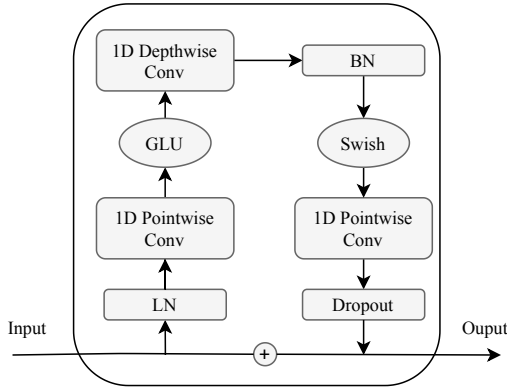 1D Depthwise
Conv
BN
GLU
Swish
1D Pointwise
Conv
1D Pointwise
Conv
LN
Dropout
Input
Ouput
+